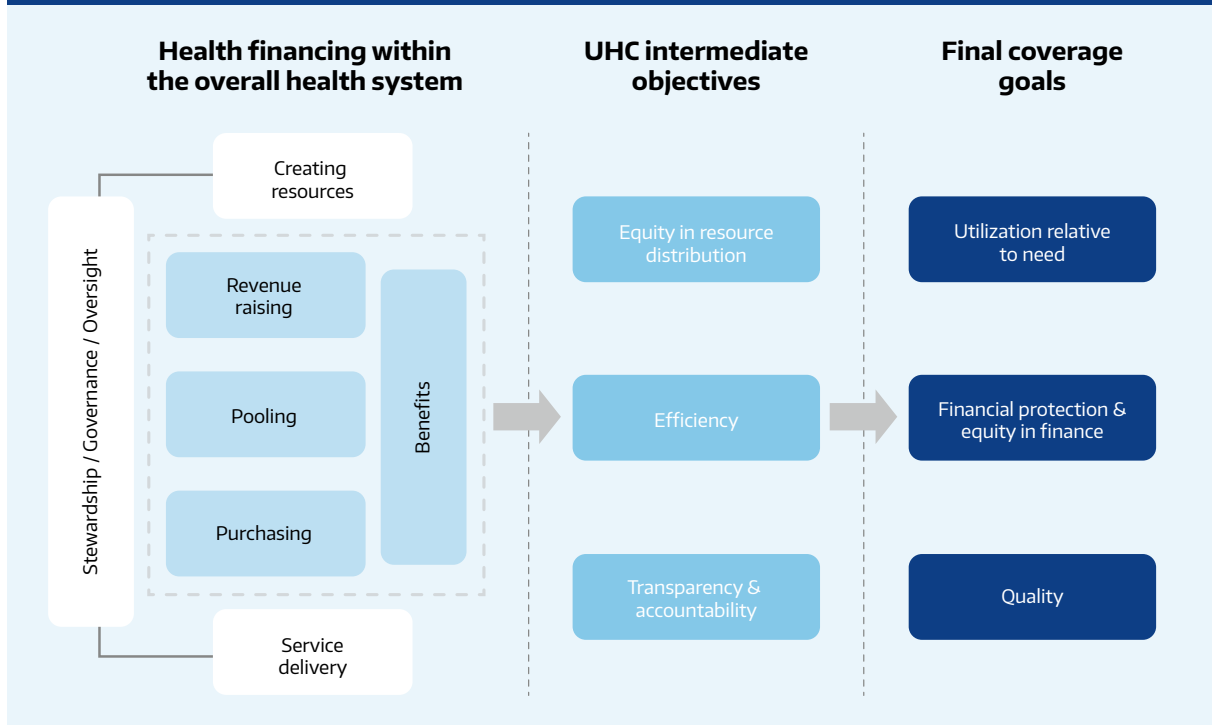 Health financing within
the overall health system
UHC intermediate
objectives
Final coverage
goals
Stewardship / Governance / Oversight
Creating
resources
Revenue
raising
Pooling
Purchasing
Benefits
Service
delivery
Equity in resource
distribution
Efficiency
Transparency &
accountability
Utilization relative
to need
Financial protection &
equity in finance
Quality